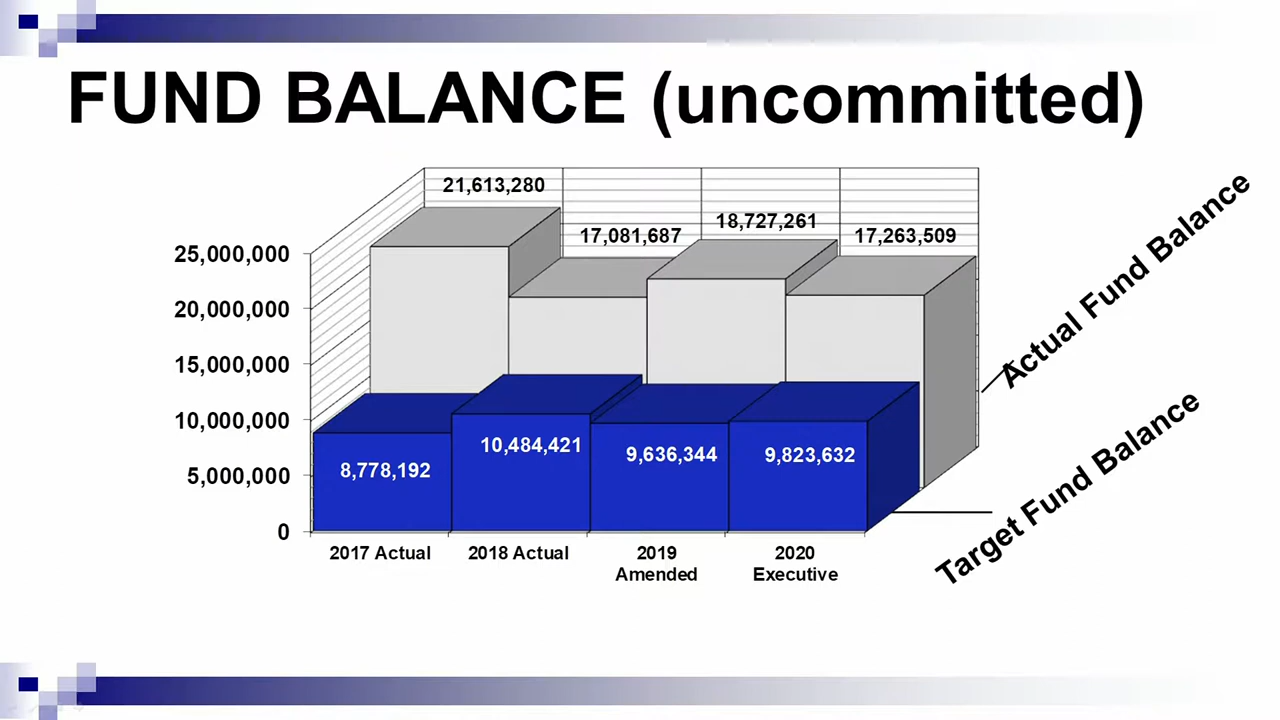 FUND BALANCE (uncommitted)
21,613,280
17,081,687
18,727,261
17,263,509
25,000,000
20,000,000
15,000,000
10,000,000
5,000,000
0
8,778,192
10,484,421
9,636,344
9,823,632
Actual Fund Balance
Target Fund Balance
2017 Actual
2018 Actual
2019
Amended
2020
Executive